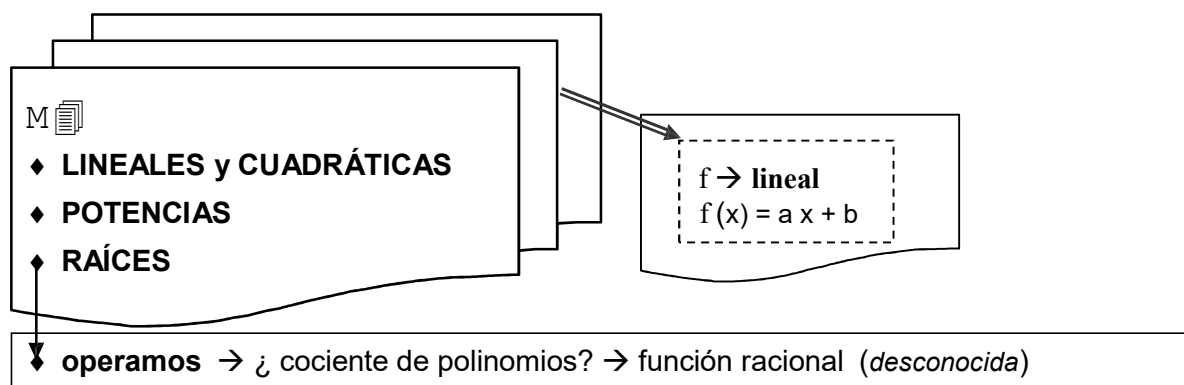 M
♦ LINEALES y CUADRÁTICAS
♦ POTENCIAS
♦ RAÍCES
f → lineal
f (x) = a x + b
♦ operamos → ¿ cociente de polinomios? → función racional (desconocida)